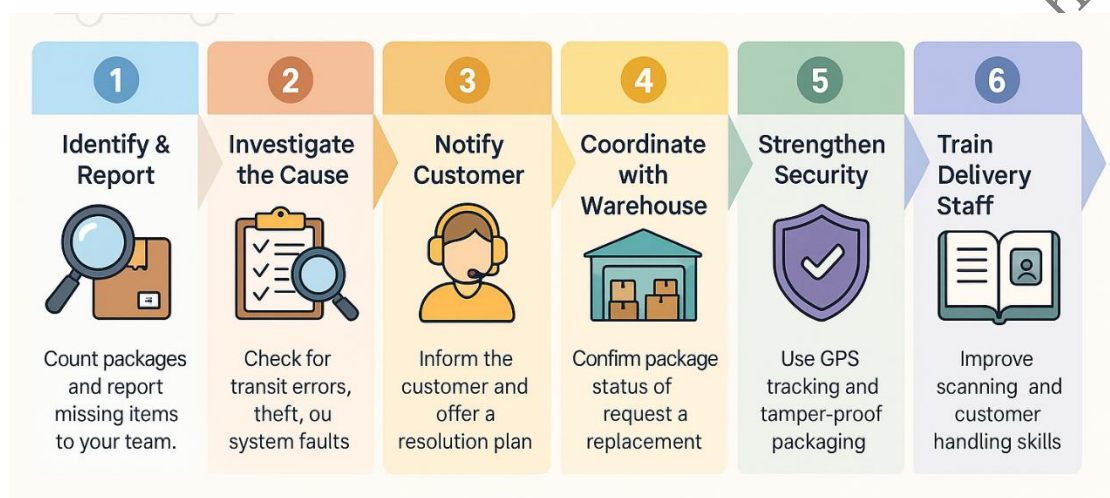 1
Identify &
Report
Count packages
and report
missing items
to your team.
2
Investigate
the Cause
Check for
transit errors,
theft, ou
system faults
3
Notify
Customer
Inform the
customer and
offer a
resolution plan
4
Coordinate
with
Warehouse
Confirm package
status of
request a
replacement
5
Strengthen
Security
Use GPS
tracking and
tamper-proof
packaging
6
Train
Delivery
Staff
Improve
scanning and
customer
handling skills